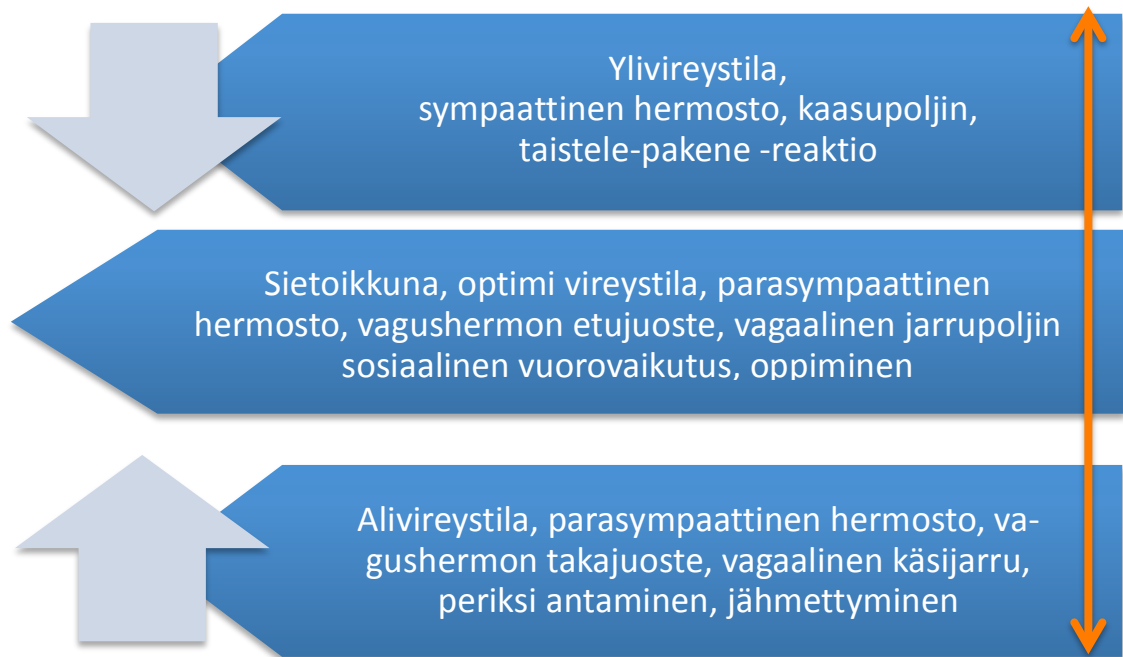 Ylivireystila,
sympaattinen hermosto, kaasupoljin,
taistele-pakene -reaktio
Sietoikkuna, optimi vireystila, parasympaattinen
hermosto, vagushermon etujuoste, vagaalinen jarrupoljin
sosiaalinen vuorovaikutus, oppiminen
Alivireystila, parasympaattinen hermosto, va-
gushermon takajuoste, vagaalinen käsijarru,
periksi antaminen, jähmettyminen